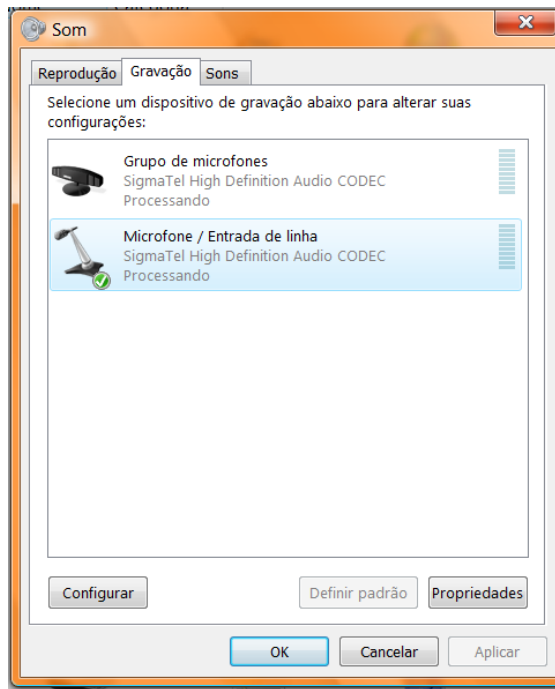 Som
Reprodução Gravação Sons
Selecione um dispositivo de gravação abaixo para alterar suas
configurações:
Grupo de microfones
SigmaTel High Definition Audio CODEC
Processando
Microfone / Entrada de linha
SigmaTel High Definition Audio CODEC
Processando
Configurar Definir padrão Propriedades
OK Cancelar Aplicar